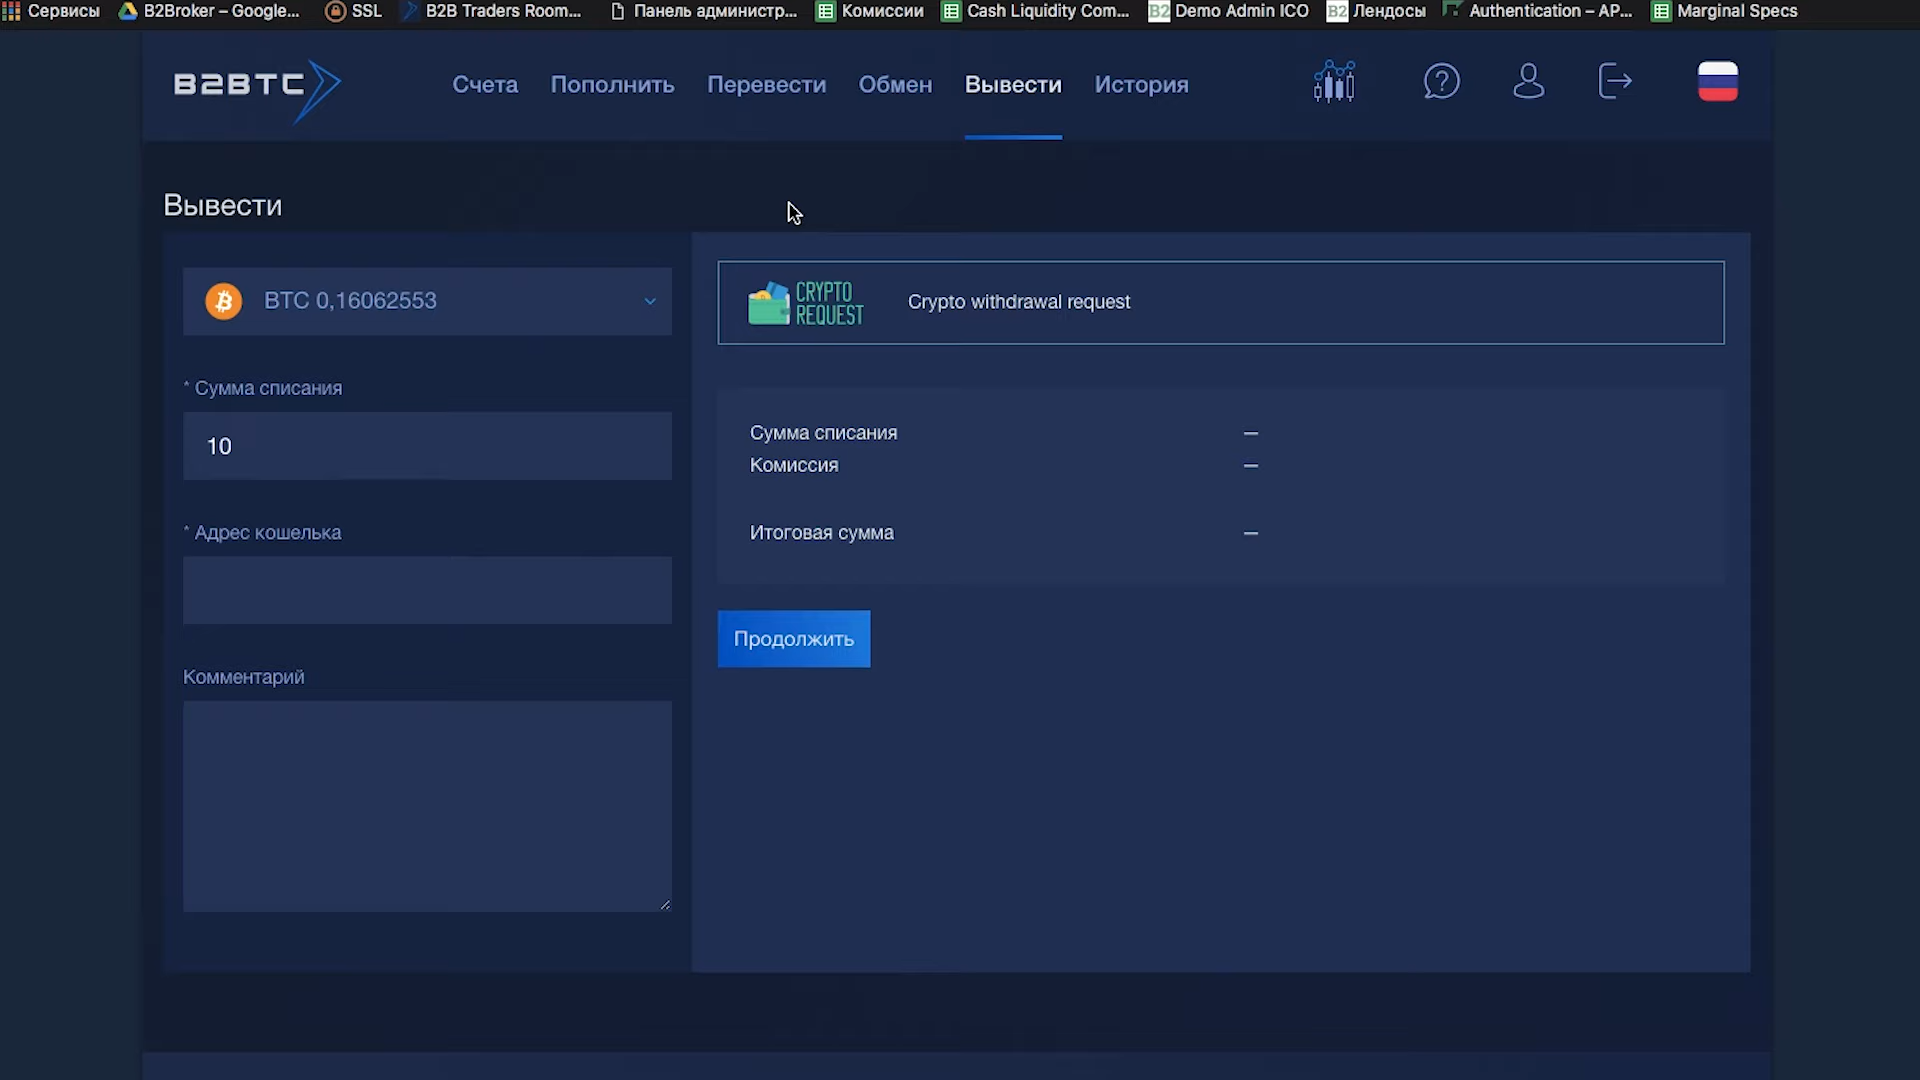 Сервисы B2Broker – Google... SSL B2B Traders Room... Панель администр... Комиссии Cash Liquidity Com... B2 Demo Admin ICO B2 Лендосы Authentication – AP... Marginal Specs
B2BTC Счета Пополнить Перевести Обмен Вывести История
Вывести
BTC 0,16062553
* Сумма списания
10
* Адрес кошелька
Комментарий
CRYPTO
REQUEST
Crypto withdrawal request
Сумма списания —
Комиссия —
Итоговая сумма —
Продолжить